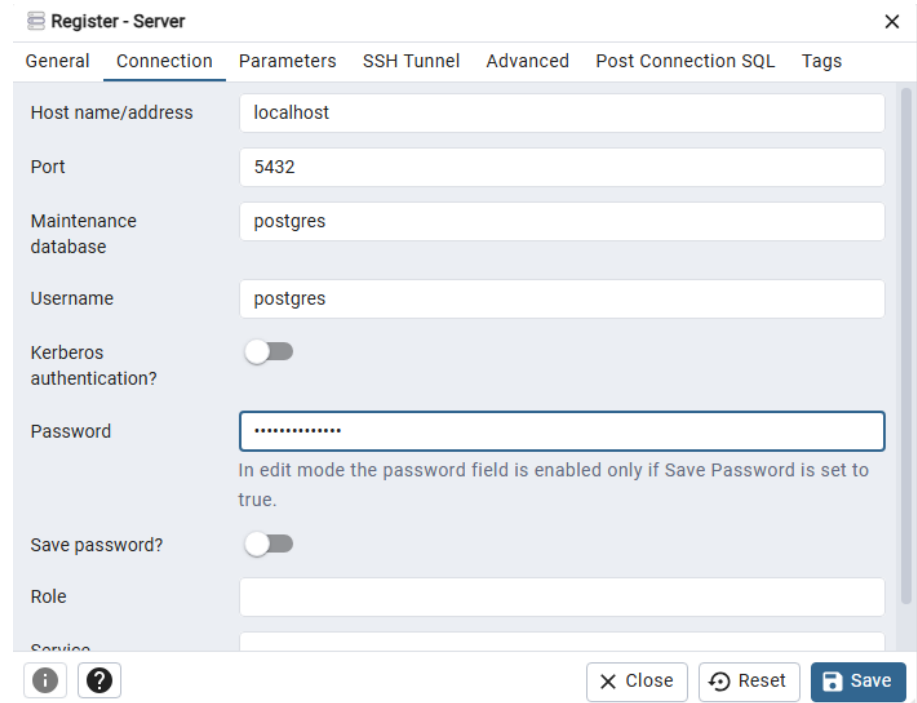 Register - Server
General Connection Parameters SSH Tunnel Advanced Post Connection SQL Tags
Host name/address localhost
Port 5432
Maintenance database postgres
Username postgres
Kerberos authentication?
Password ••••••••••••••
In edit mode the password field is enabled only if Save Password is set to
true.
Save password?
Role
Service
Close Reset Save